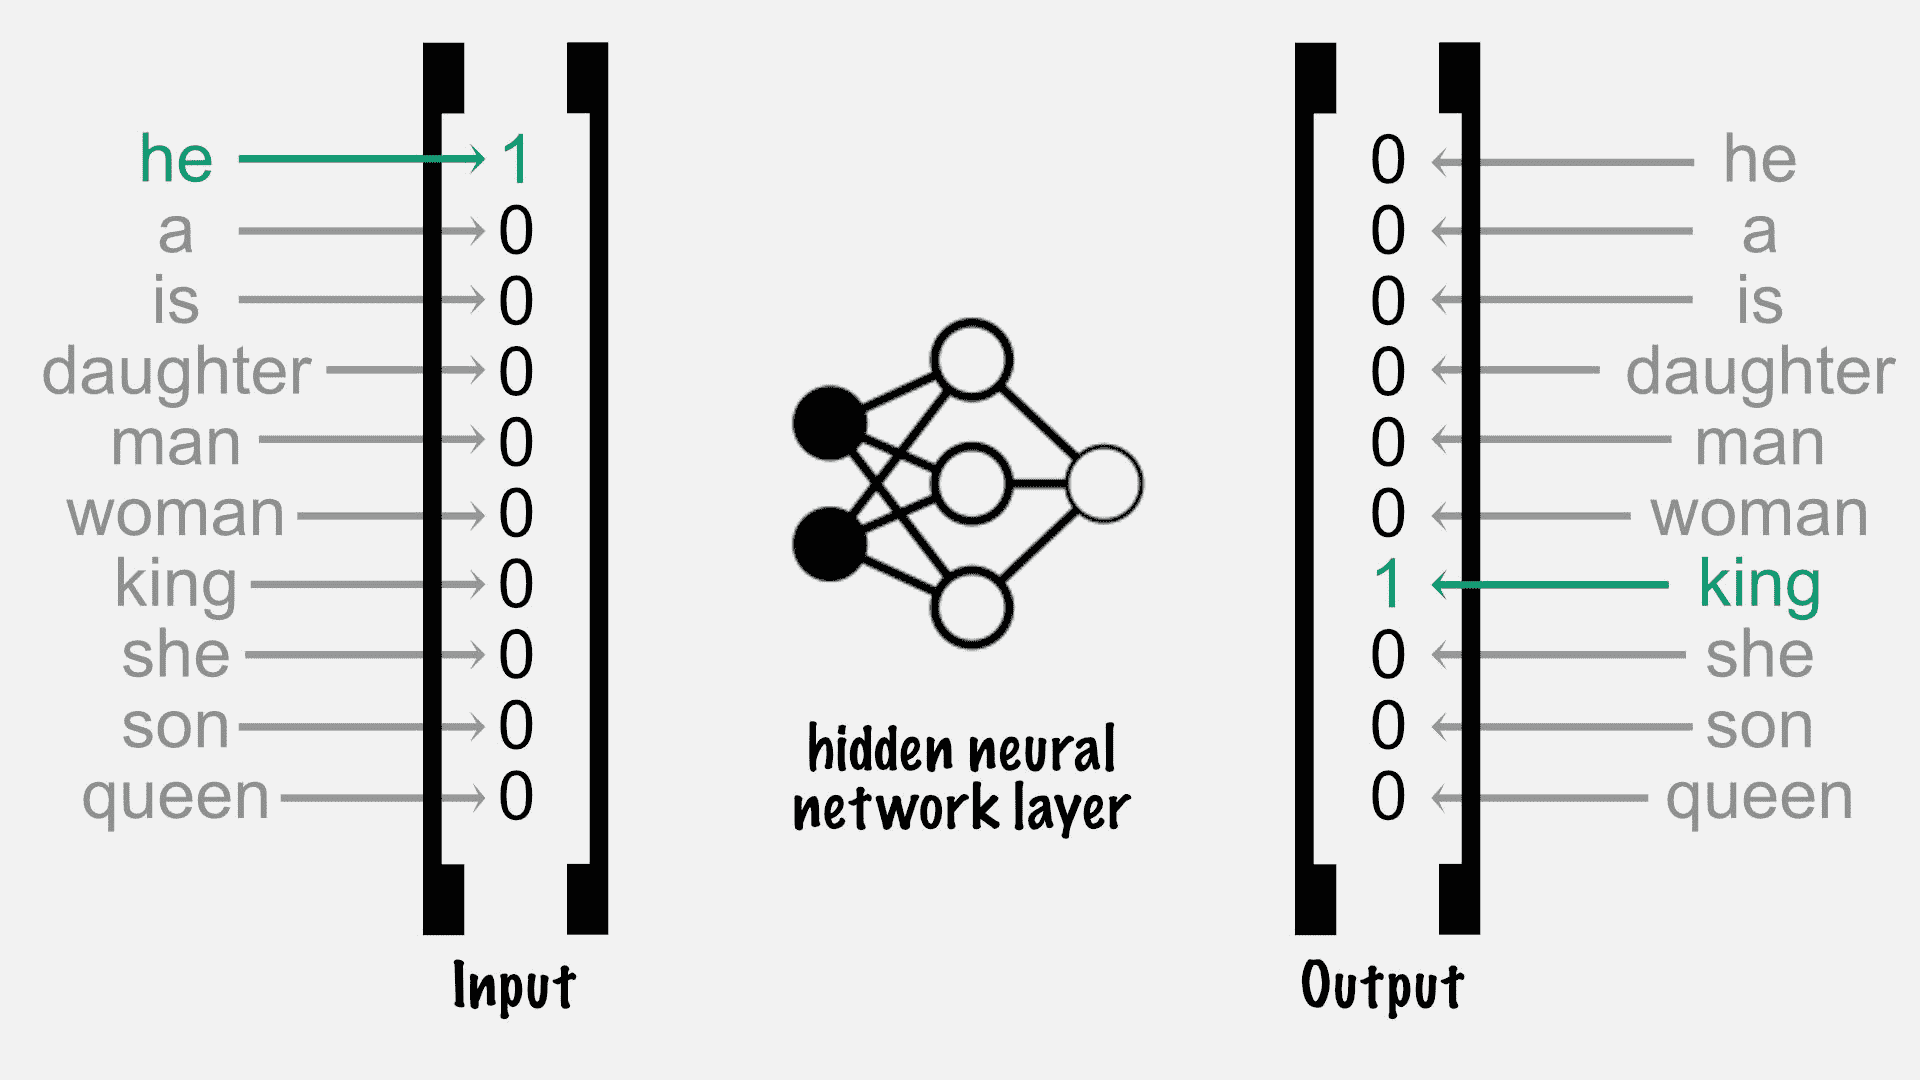 he 1 0 he
a 0 0 a
is 0 0 is
daughter 0 0 daughter
man 0 0 man
woman 0 0 woman
king 0 1 king
she 0 0 she
son 0 0 son
queen 0 0 queen
hidden neural
network layer
Input
Output